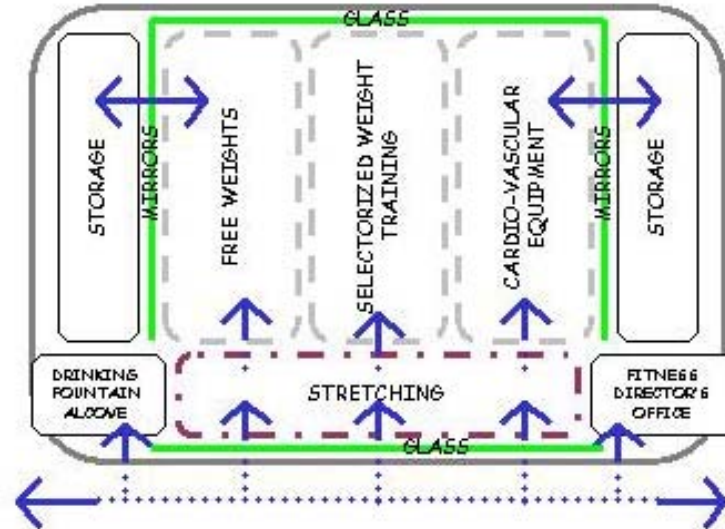 GLASS
STORAGE
MIRRORS
FREE WEIGHTS
SELECTORIZED WEIGHT
TRAINING
CARDIO-VASCULAR
EQUIPMENT
MIRRORS
STORAGE
DRINKING
FOUNTAIN
ALCOVE
STRETCHING
FITNESS
DIRECTOR'S
OFFICE
GLASS